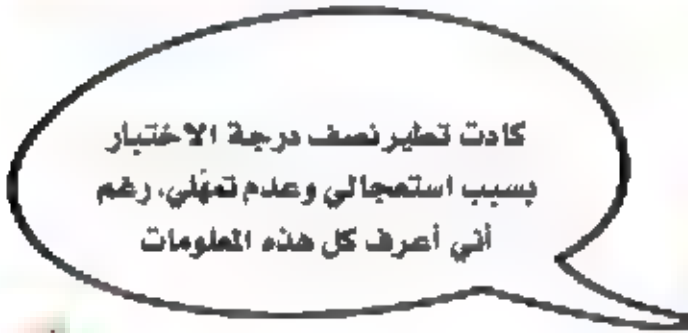 كادت تطير نصف درجة الاختبار
بسبب استعجالي وعدم تمهّلي، رغم
أني أعرف كل هذه المعلومات